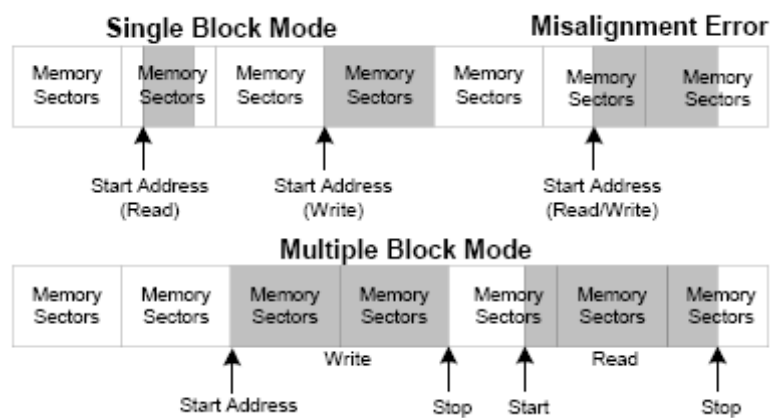 Single Block Mode
Misalignment Error
Memory Sectors
Memory Sectors
Memory Sectors
Memory Sectors
Memory Sectors
Memory Sectors
Memory Sectors
Start Address (Read)
Start Address (Write)
Start Address (Read/Write)
Multiple Block Mode
Memory Sectors
Memory Sectors
Memory Sectors
Memory Sectors
Memory Sectors
Memory Sectors
Memory Sectors
Write
Read
Start Address
Stop
Start
Stop